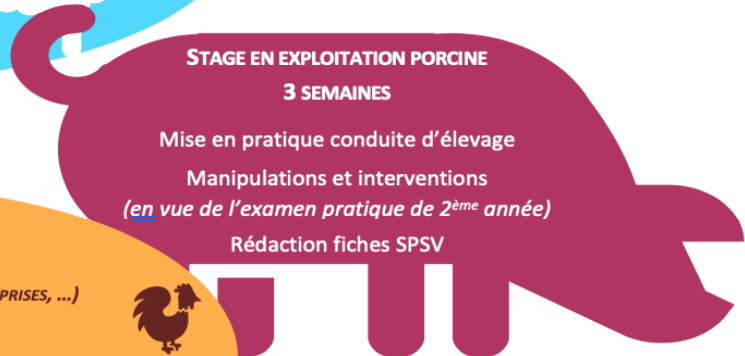 STAGE EN EXPLOITATION PORCINE
3 SEMAINES
Mise en pratique conduite d’élevage
Manipulations et interventions
(en vue de l’examen pratique de 2ème année)
Rédaction fiches SPSV
PRISES, ...)